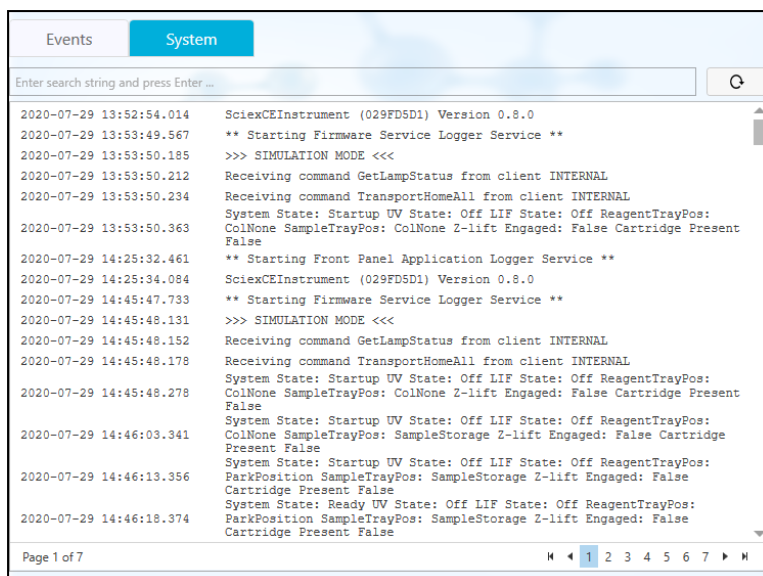 Events System
Enter search string and press Enter ...
2020-07-29 13:52:54.014 SciexCEInstrument (029FD5D1) Version 0.8.0
2020-07-29 13:53:49.567 ** Starting Firmware Service Logger Service **
2020-07-29 13:53:50.185 >>> SIMULATION MODE <<<
2020-07-29 13:53:50.212 Receiving command GetLampStatus from client INTERNAL
2020-07-29 13:53:50.234 Receiving command TransportHomeAll from client INTERNAL
System State: Startup UV State: Off LIF State: Off ReagentTrayPos:
2020-07-29 13:53:50.363 ColNone SampleTrayPos: ColNone Z-lift Engaged: False Cartridge Present
False
2020-07-29 14:25:32.461 ** Starting Front Panel Application Logger Service **
2020-07-29 14:25:34.084 SciexCEInstrument (029FD5D1) Version 0.8.0
2020-07-29 14:45:47.733 ** Starting Firmware Service Logger Service **
2020-07-29 14:45:48.131 >>> SIMULATION MODE <<<
2020-07-29 14:45:48.152 Receiving command GetLampStatus from client INTERNAL
2020-07-29 14:45:48.178 Receiving command TransportHomeAll from client INTERNAL
System State: Startup UV State: Off LIF State: Off ReagentTrayPos:
2020-07-29 14:45:48.278 ColNone SampleTrayPos: ColNone Z-lift Engaged: False Cartridge Present
False
System State: Startup UV State: Off LIF State: Off ReagentTrayPos:
2020-07-29 14:46:03.341 ColNone SampleTrayPos: SampleStorage Z-lift Engaged: False Cartridge
Present False
System State: Startup UV State: Off LIF State: Off ReagentTrayPos:
2020-07-29 14:46:13.356 ParkPosition SampleTrayPos: SampleStorage Z-lift Engaged: False
Cartridge Present False
System State: Ready UV State: Off LIF State: Off ReagentTrayPos:
2020-07-29 14:46:18.374 ParkPosition SampleTrayPos: SampleStorage Z-lift Engaged: False
Cartridge Present False
Page 1 of 7 1 2 3 4 5 6 7